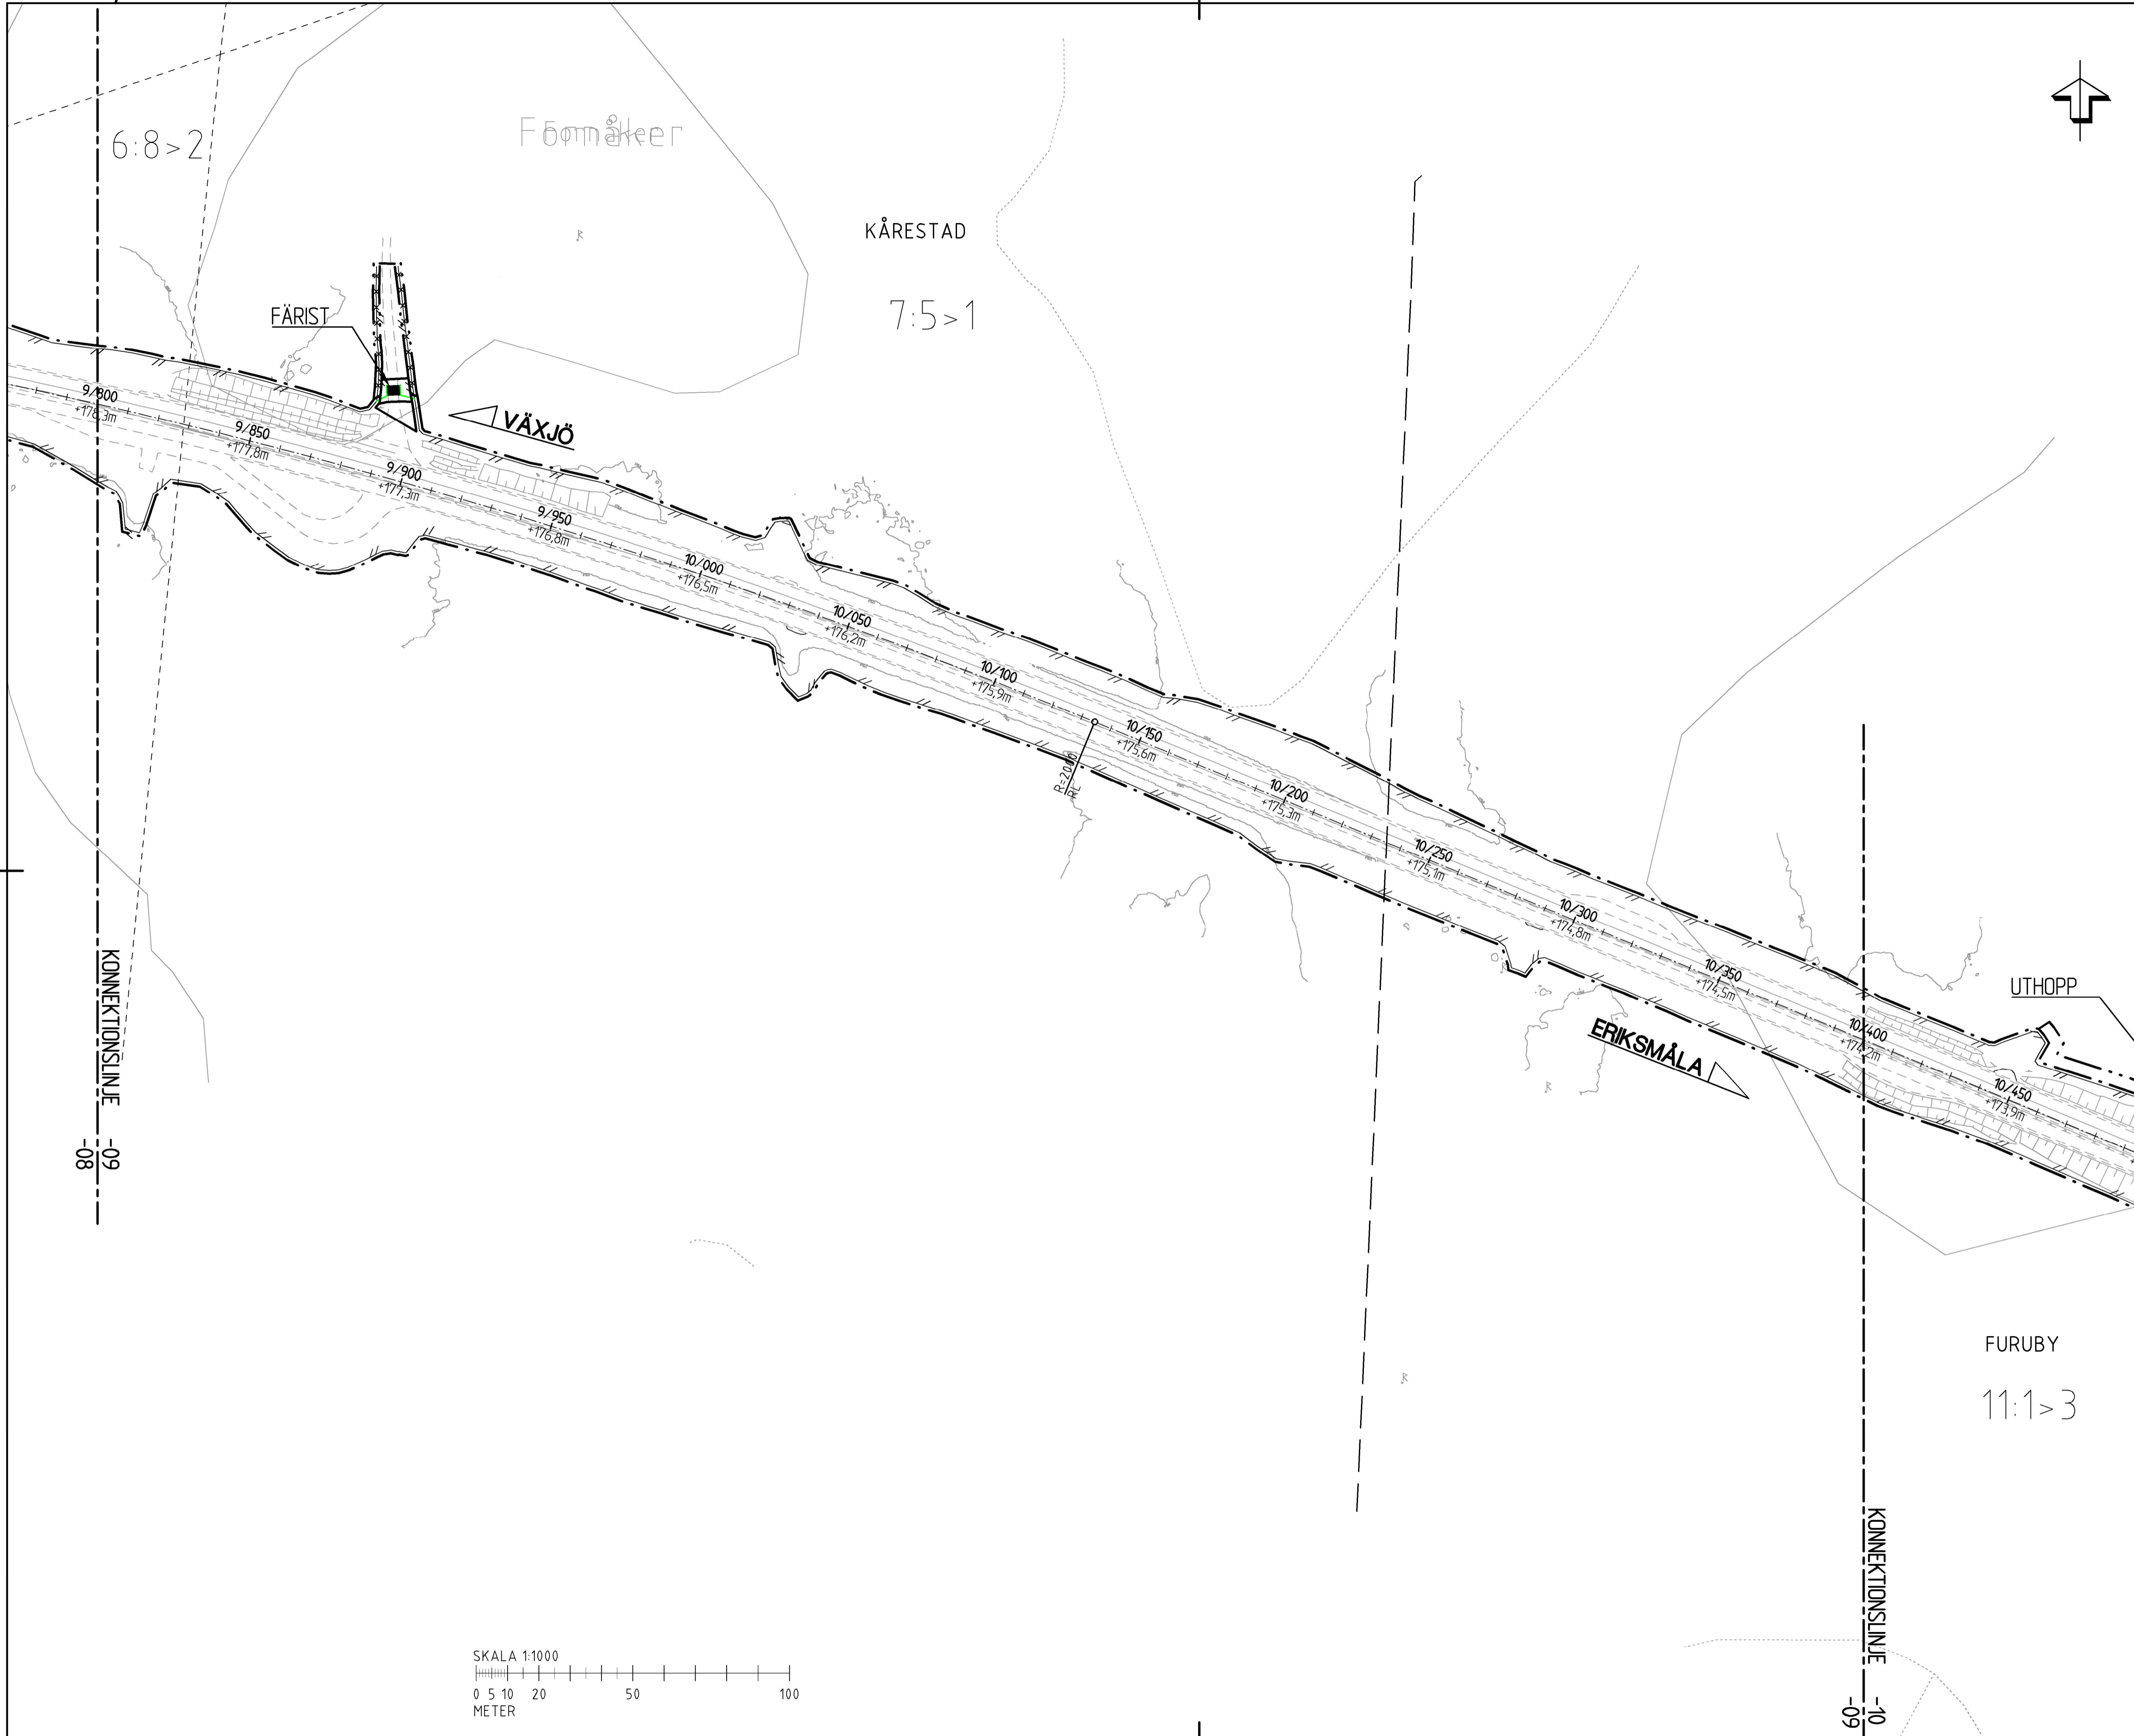 6:8>2
KÅRESTAD
7:5>1
FÄRIST
VÄXJÖ
9/800
+178,3m
9/850
+177,8m
9/900
+177,3m
9/950
+176,8m
10/000
+176,5m
10/050
+176,2m
10/100
+175,9m
10/150
+175,6m
RL
10/200
+175,3m
10/250
+175,1m
10/300
+174,8m
10/350
+174,5m
10/400
+174,2m
10/450
+173,9m
UTHOPP
ERIKSMÅLA
KONNEKTIONSLINJE
-09
-08
FURUBY
11:1>3
KONNEKTIONSLINJE
-10
-09
SKALA 1:1000
0 5 10 20 50 100
METER